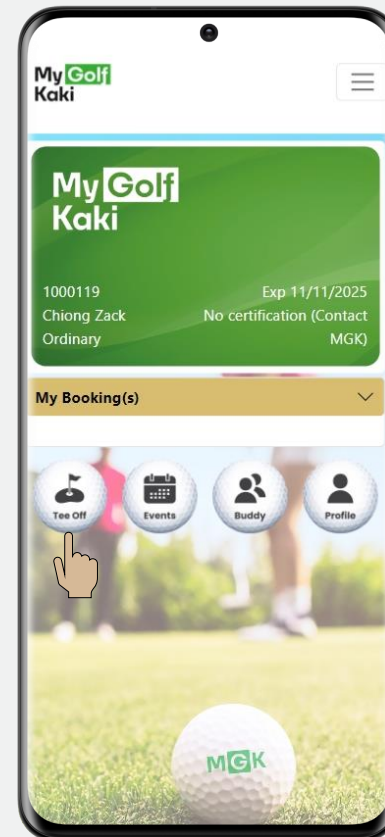 My Golf
Kaki
My Golf
Kaki
1000119
Exp 11/11/2025
Chiong Zack
No certification (Contact
Ordinary
MGK)
My Booking(s)
Tee Off
Events
Buddy
Profile
MGK